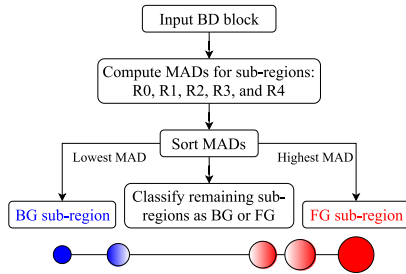 Input BD block
Compute MADs for sub-regions:
R0, R1, R2, R3, and R4
Sort MADs
Lowest MAD
Highest MAD
BG sub-region
Classify remaining sub-
regions as BG or FG
FG sub-region